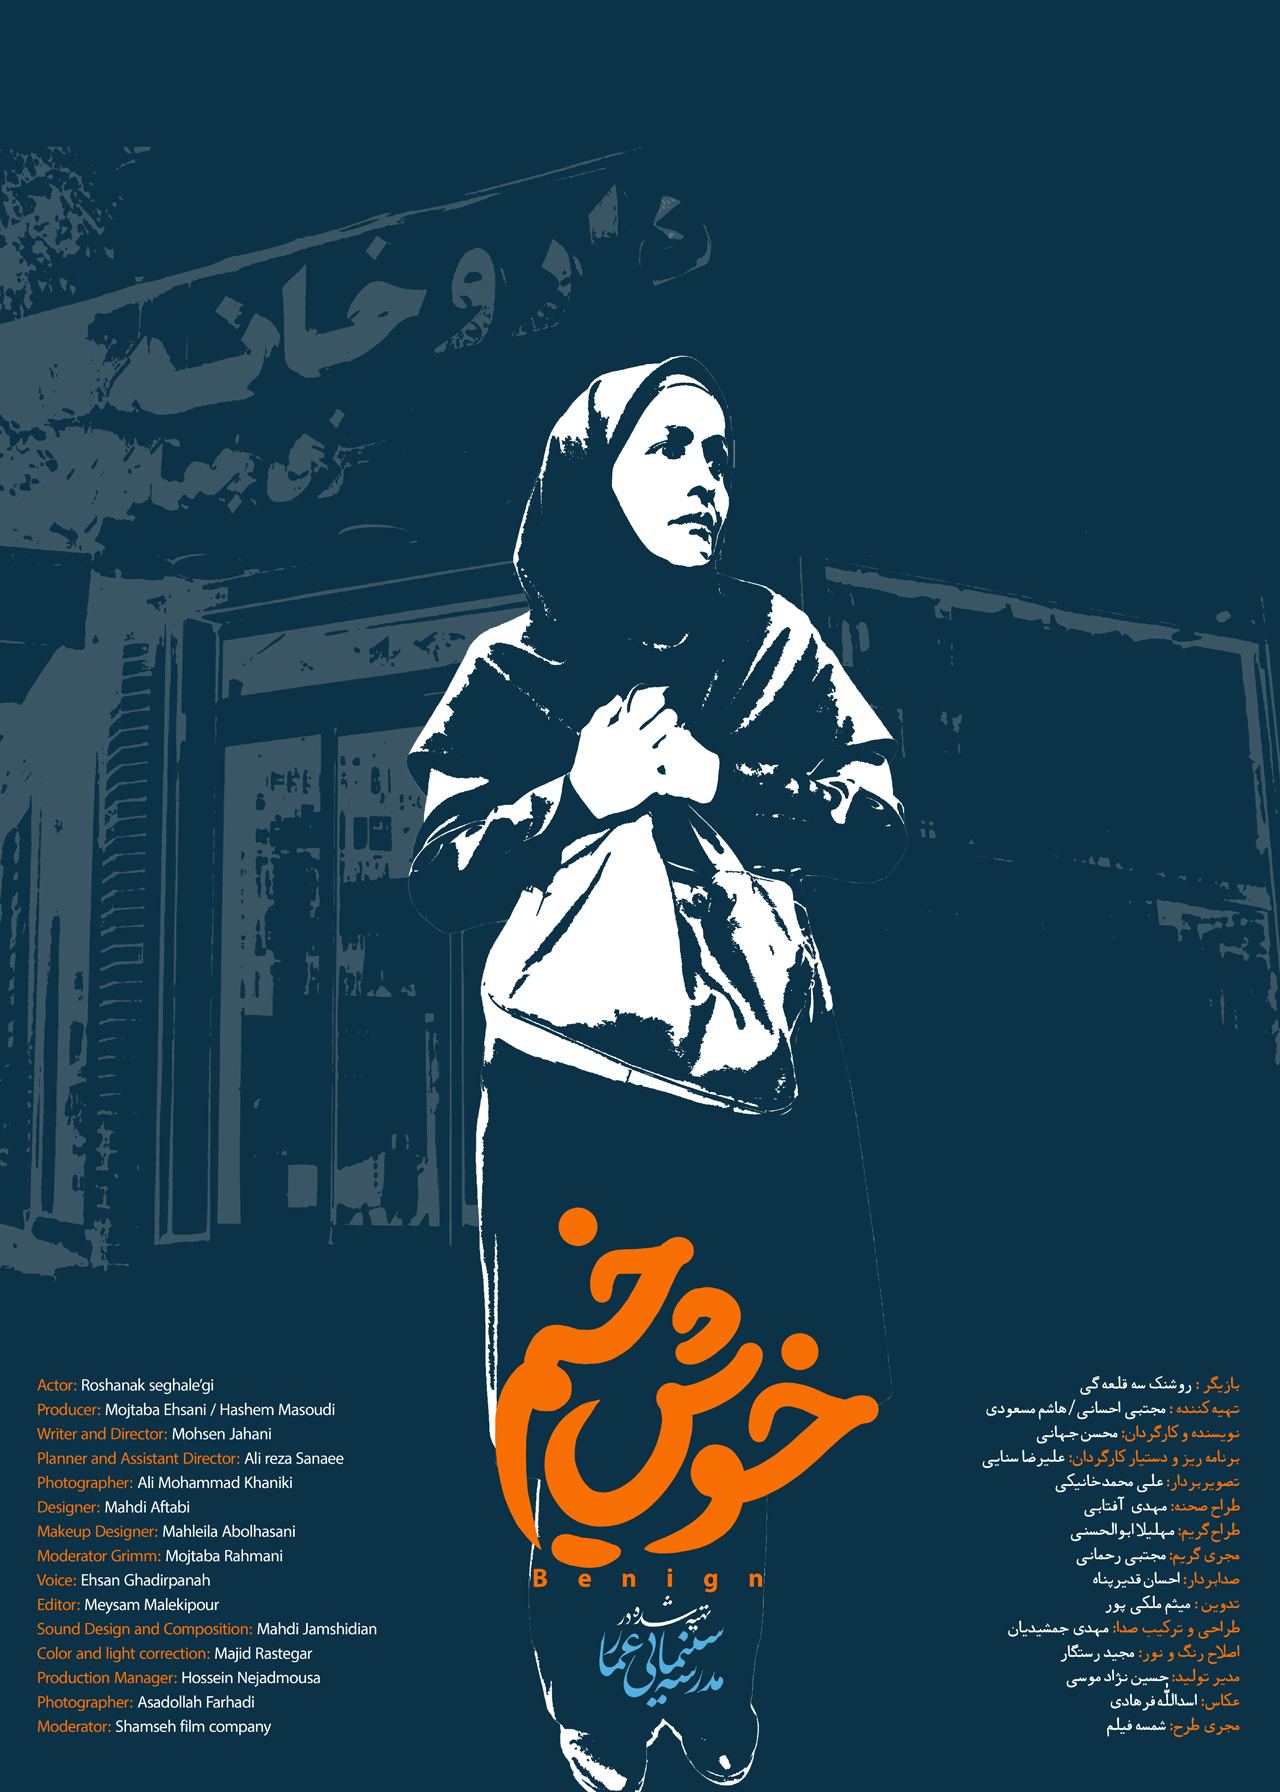 داروخانه
خوش خیم
Benign
تهیه شده در
مدرسه سینمایی عمار
Actor: Roshanak seghale'gi
Producer: Mojtaba Ehsani / Hashem Masoudi
Writer and Director: Mohsen Jahani
Planner and Assistant Director: Ali reza Sanaee
Photographer: Ali Mohammad Khaniki
Designer: Mahdi Aftabi
Makeup Designer: Mahleila Abolhasani
Moderator Grimm: Mojtaba Rahmani
Voice: Ehsan Ghadirpanah
Editor: Meysam Malekipour
Sound Design and Composition: Mahdi Jamshidian
Color and light correction: Majid Rastegar
Production Manager: Hossein Nejadmousa
Photographer: Asadollah Farhadi
Moderator: Shamseh film company
بازیگر : روشنک سه قلعه گی
تهیه کننده : مجتبی احسانی / هاشم مسعودی
نویسنده و کارگردان: محسن جهانی
برنامه ریز و دستیار کارگردان: علیرضا سنایی
تصویربردار: علی محمدخانیکی
طراح صحنه: مهدی آفتابی
طراح گریم: مهلیلا ابوالحسنی
مجری گریم: مجتبی رحمانی
صدابردار: احسان قدیرپناه
تدوین : میثم ملکی پور
طراحی و ترکیب صدا: مهدی جمشیدیان
اصلاح رنگ و نور: مجید رستگار
مدیر تولید: حسین نژاد موسی
عکاس: اسدالله فرهادی
مجری طرح: شمسه فیلم